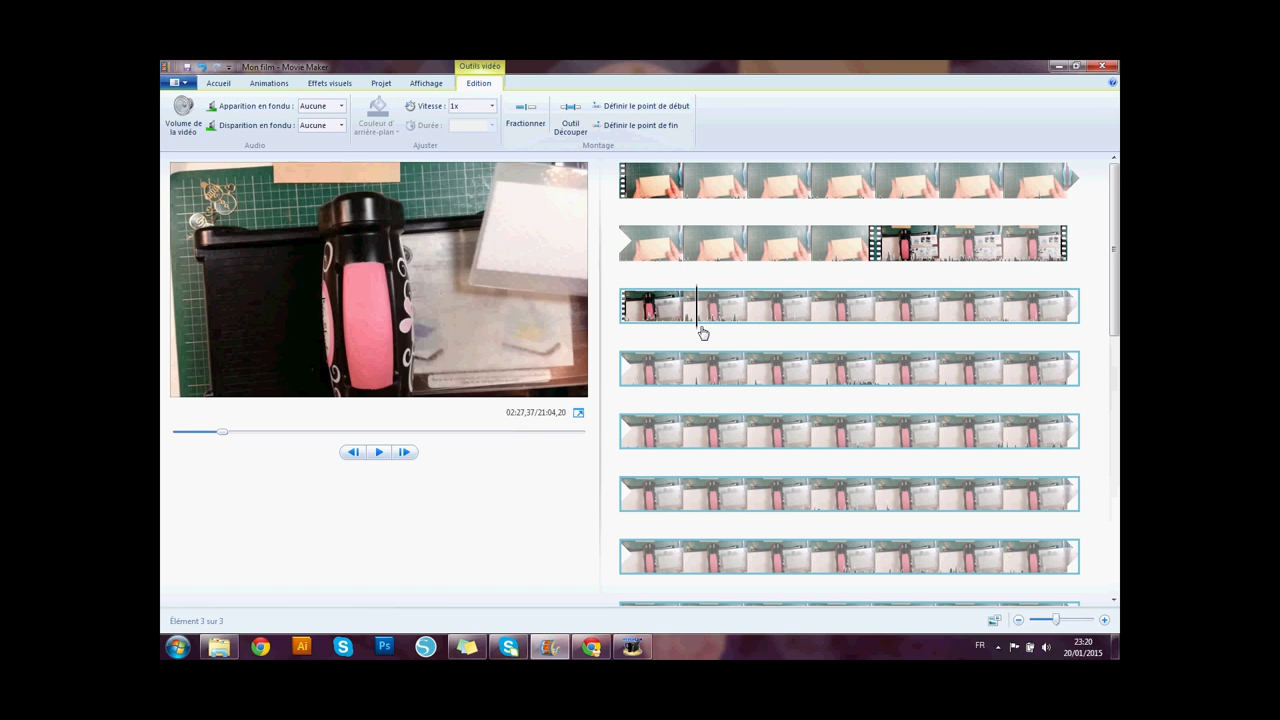 Mon film - Movie Maker
Outils vidéo
Accueil
Animations
Effets visuels
Projet
Affichage
Edition
Volume de
la vidéo
Apparition en fondu :
Aucune
Disparition en fondu :
Aucune
Audio
Couleur d'
arrière-plan
Vitesse :
1x
Durée :
Ajuster
Fractionner
Outil
Découper
Définir le point de début
Définir le point de fin
Montage
02:27,37/21:04,20
Élément 3 sur 3
Ai
Ps
FR
23:20
20/01/2015